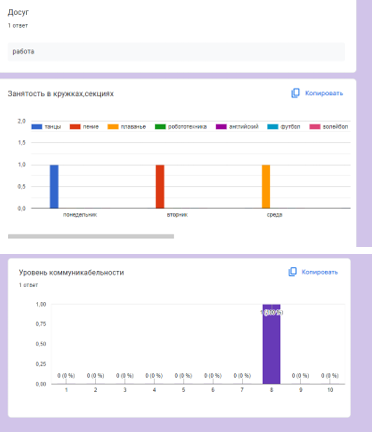 Досуг
1 ответ
работа
Занятость в кружках,секциях
Копировать
2,0
танцы пение плаванье робототехника английский футбол волейбол
1,5
1,0
0,5
0,0
понедельник вторник среда
Уровень коммуникабельности
Копировать
1 ответ
1,00
0,75
0,50
0,25
0 (0 %) 0 (0 %) 0 (0 %) 0 (0 %) 0 (0 %) 0 (0 %) 0 (0 %) 0 (0 %) 0 (0 %)
0,00
1 2 3 4 5 6 7 8 9 10